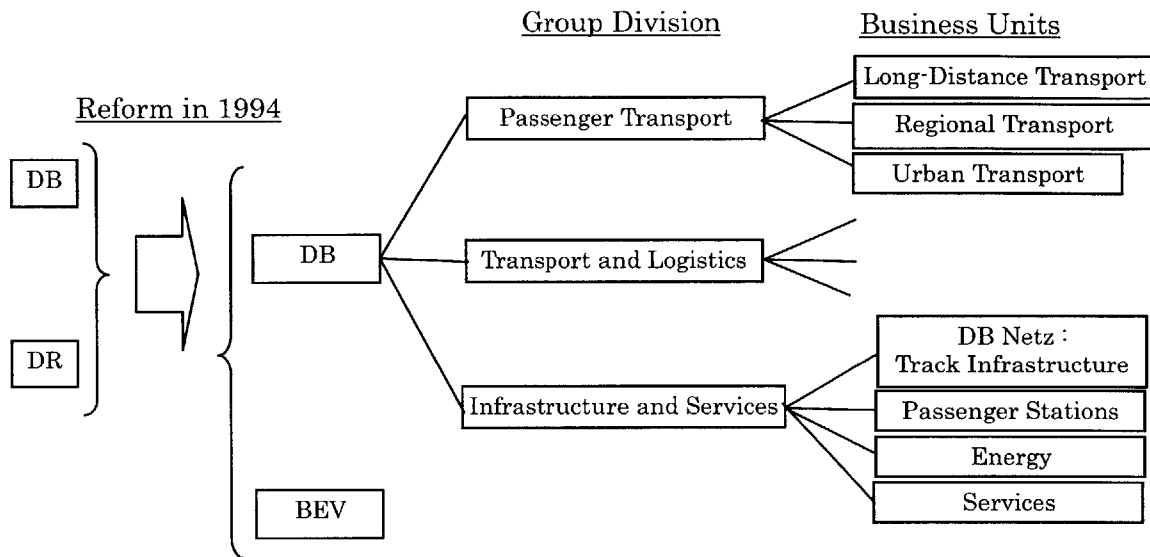 Group Division
Business Units
Reform in 1994
DB
DR
DB
BEV
Passenger Transport
Long-Distance Transport
Regional Transport
Urban Transport
Transport and Logistics
Infrastructure and Services
DB Netz :
Track Infrastructure
Passenger Stations
Energy
Services